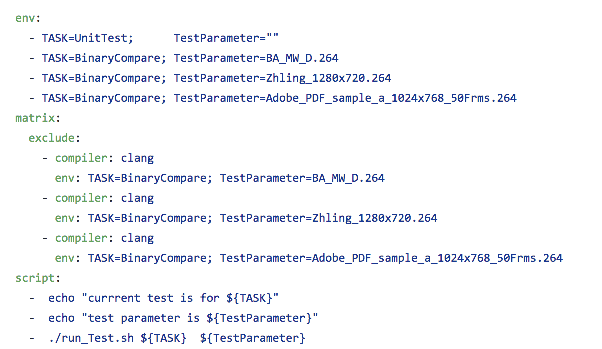 env:
  - TASK=UnitTest;      TestParameter=""
  - TASK=BinaryCompare; TestParameter=BA_MW_D.264
  - TASK=BinaryCompare; TestParameter=Zhling_1280x720.264
  - TASK=BinaryCompare; TestParameter=Adobe_PDF_sample_a_1024x768_50Frms.264
matrix:
  exclude:
    - compiler: clang
      env: TASK=BinaryCompare; TestParameter=BA_MW_D.264
    - compiler: clang
      env: TASK=BinaryCompare; TestParameter=Zhling_1280x720.264
    - compiler: clang
      env: TASK=BinaryCompare; TestParameter=Adobe_PDF_sample_a_1024x768_50Frms.264
script:
  -  echo "currrent test is for ${TASK}"
  -  echo "test parameter is ${TestParameter}"
  -  ./run_Test.sh ${TASK}  ${TestParameter}